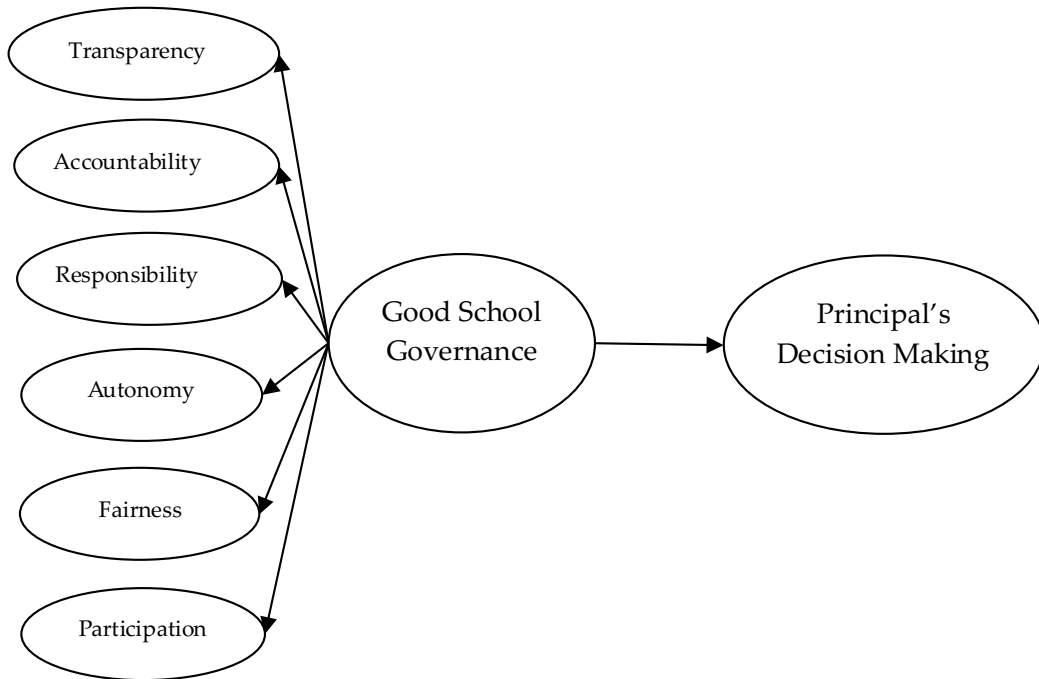 Transparency
Accountability
Responsibility
Autonomy
Fairness
Participation
Good School
Governance
Principal’s
Decision Making